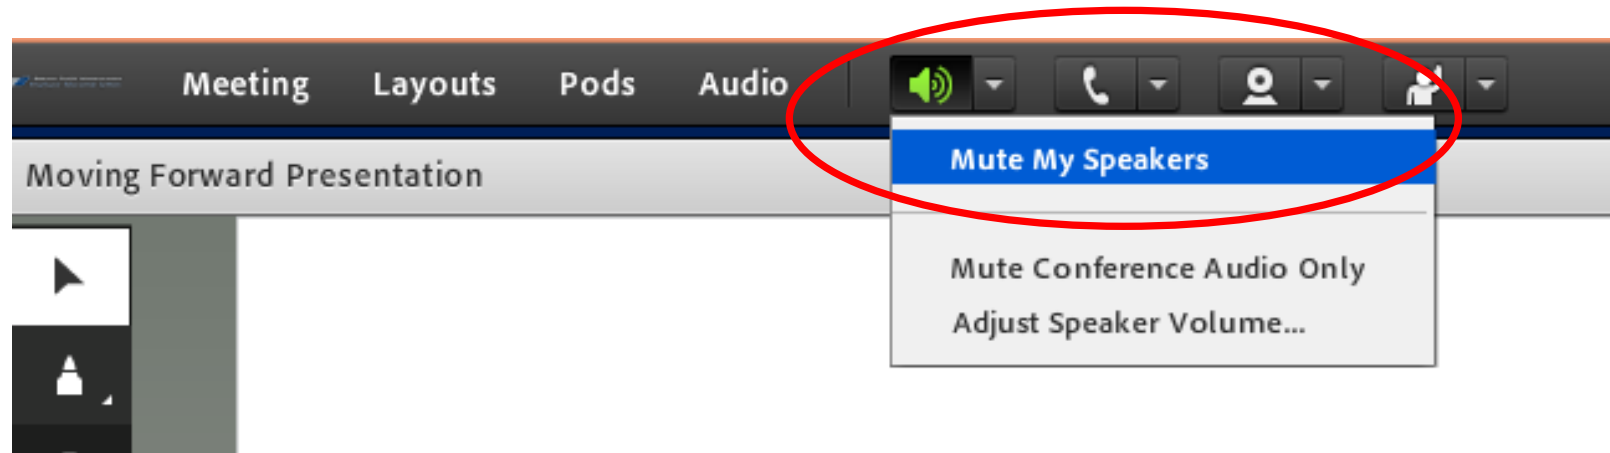 Meeting Layouts Pods Audio
Mute My Speakers
Moving Forward Presentation
Mute Conference Audio Only
Adjust Speaker Volume...